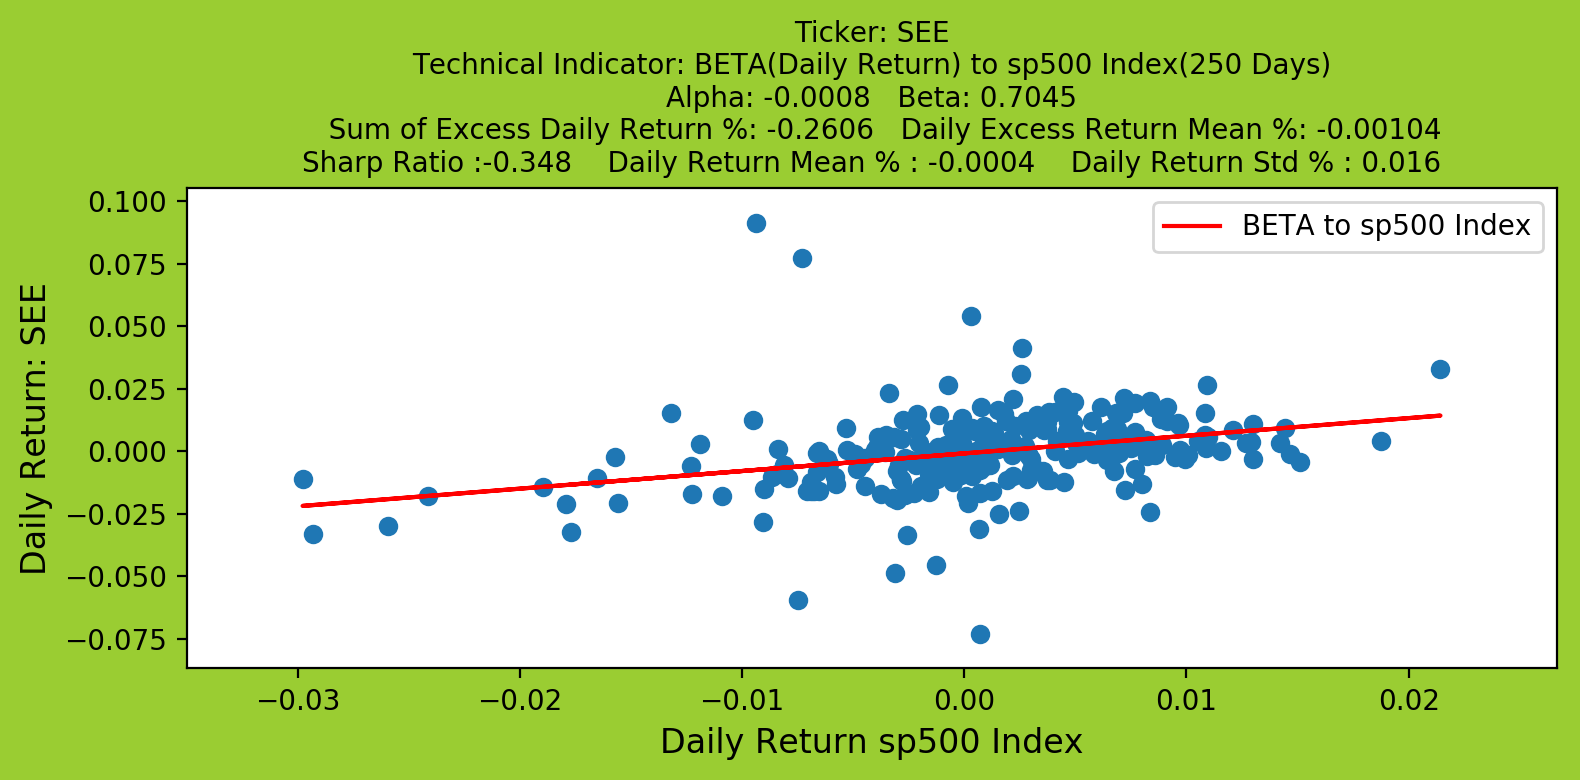 Ticker: SEE
Technical Indicator: BETA(Daily Return) to sp500 Index(250 Days)
Alpha: -0.0008   Beta: 0.7045
Sum of Excess Daily Return %: -0.2606   Daily Excess Return Mean %: -0.00104
Sharp Ratio :-0.348    Daily Return Mean % : -0.0004    Daily Return Std % : 0.016
BETA to sp500 Index
Daily Return: SEE
0.100
0.075
0.050
0.025
0.000
−0.025
−0.050
−0.075
−0.03
−0.02
−0.01
0.00
0.01
0.02
Daily Return sp500 Index